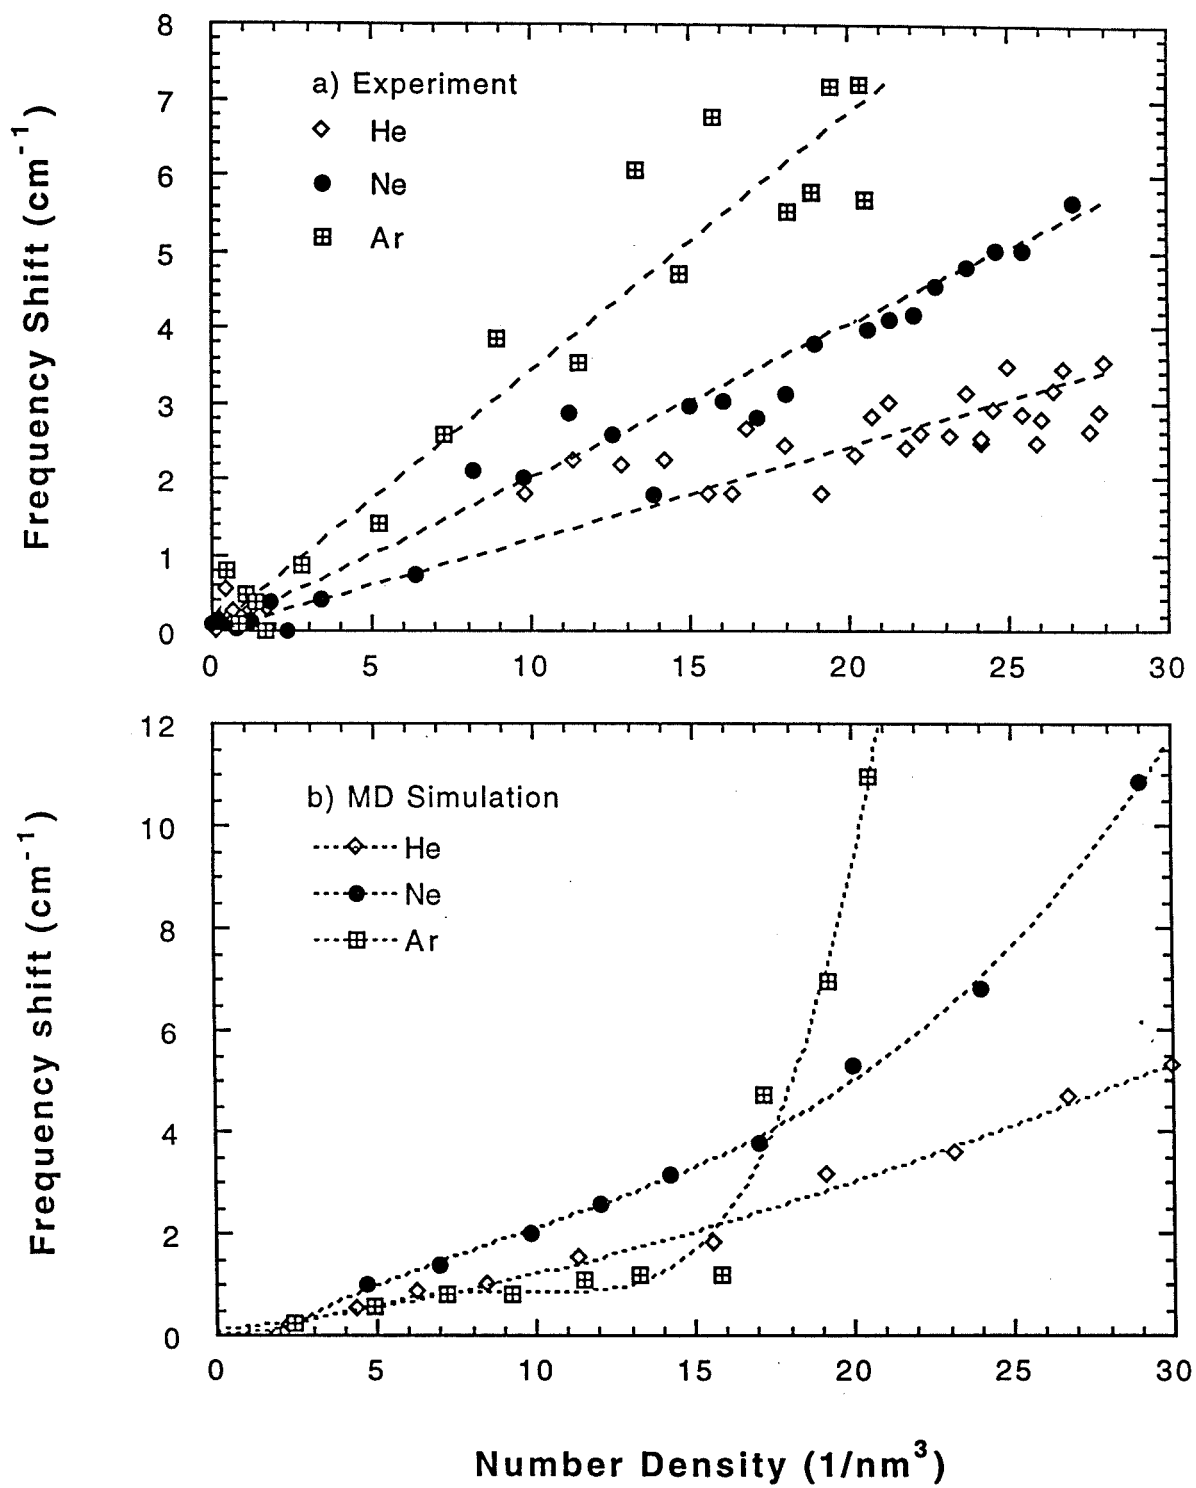 8
7
6
5
4
3
2
1
0
Frequency Shift (cm⁻¹)
a) Experiment
He
Ne
Ar
0 5 10 15 20 25 30
12
10
8
6
4
2
0
Frequency shift (cm⁻¹)
b) MD Simulation
He
Ne
Ar
0 5 10 15 20 25 30
Number Density (1/nm³)